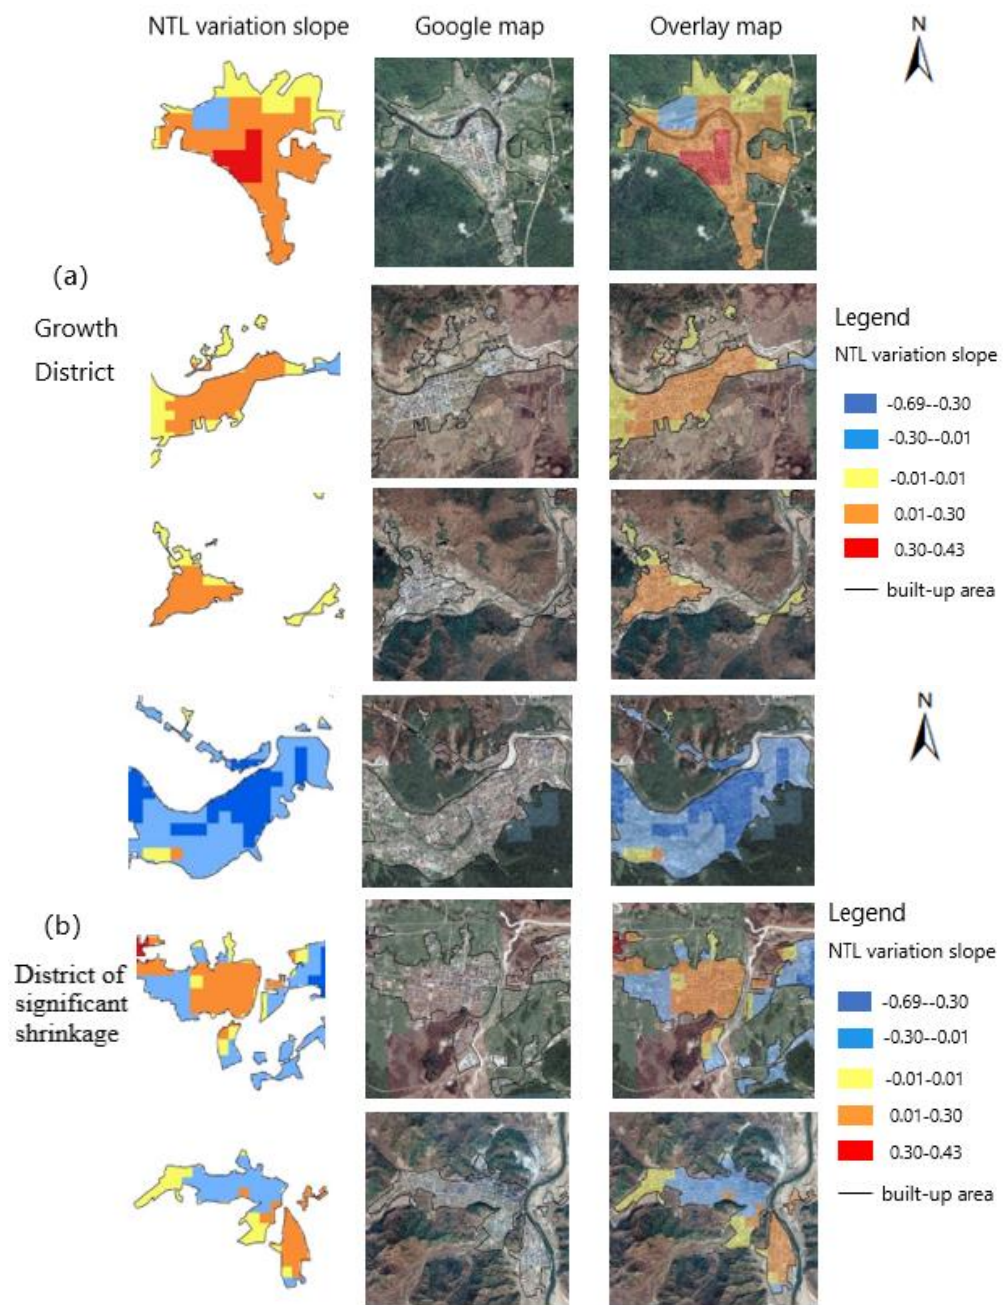 NTL variation slope
Google map
Overlay map
N
(a)
Growth
District
Legend
NTL variation slope
-0.69--0.30
-0.30--0.01
-0.01-0.01
0.01-0.30
0.30-0.43
built-up area
N
(b)
District of
significant
shrinkage
Legend
NTL variation slope
-0.69--0.30
-0.30--0.01
-0.01-0.01
0.01-0.30
0.30-0.43
built-up area